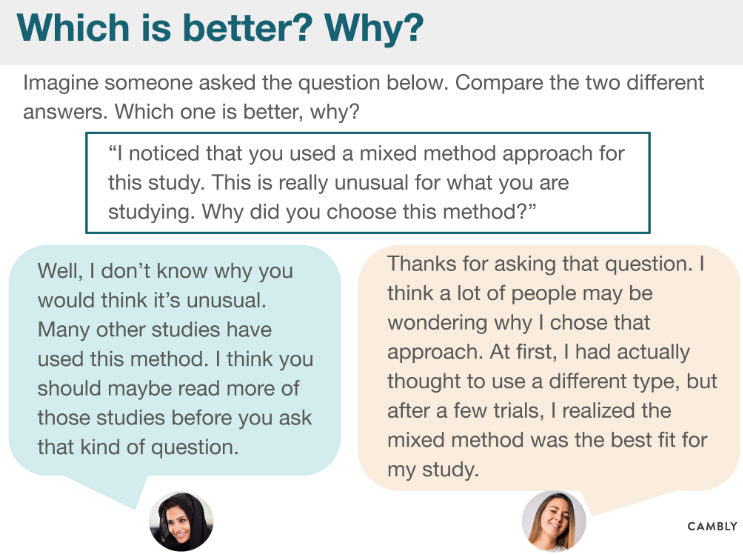 Which is better? Why?
Imagine someone asked the question below. Compare the two different
answers. Which one is better, why?
“I noticed that you used a mixed method approach for
this study. This is really unusual for what you are
studying. Why did you choose this method?”
Well, I don’t know why you
would think it’s unusual.
Many other studies have
used this method. I think you
should maybe read more of
those studies before you ask
that kind of question.
Thanks for asking that question. I
think a lot of people may be
wondering why I chose that
approach. At first, I had actually
thought to use a different type, but
after a few trials, I realized the
mixed method was the best fit for
my study.
CAMBLY